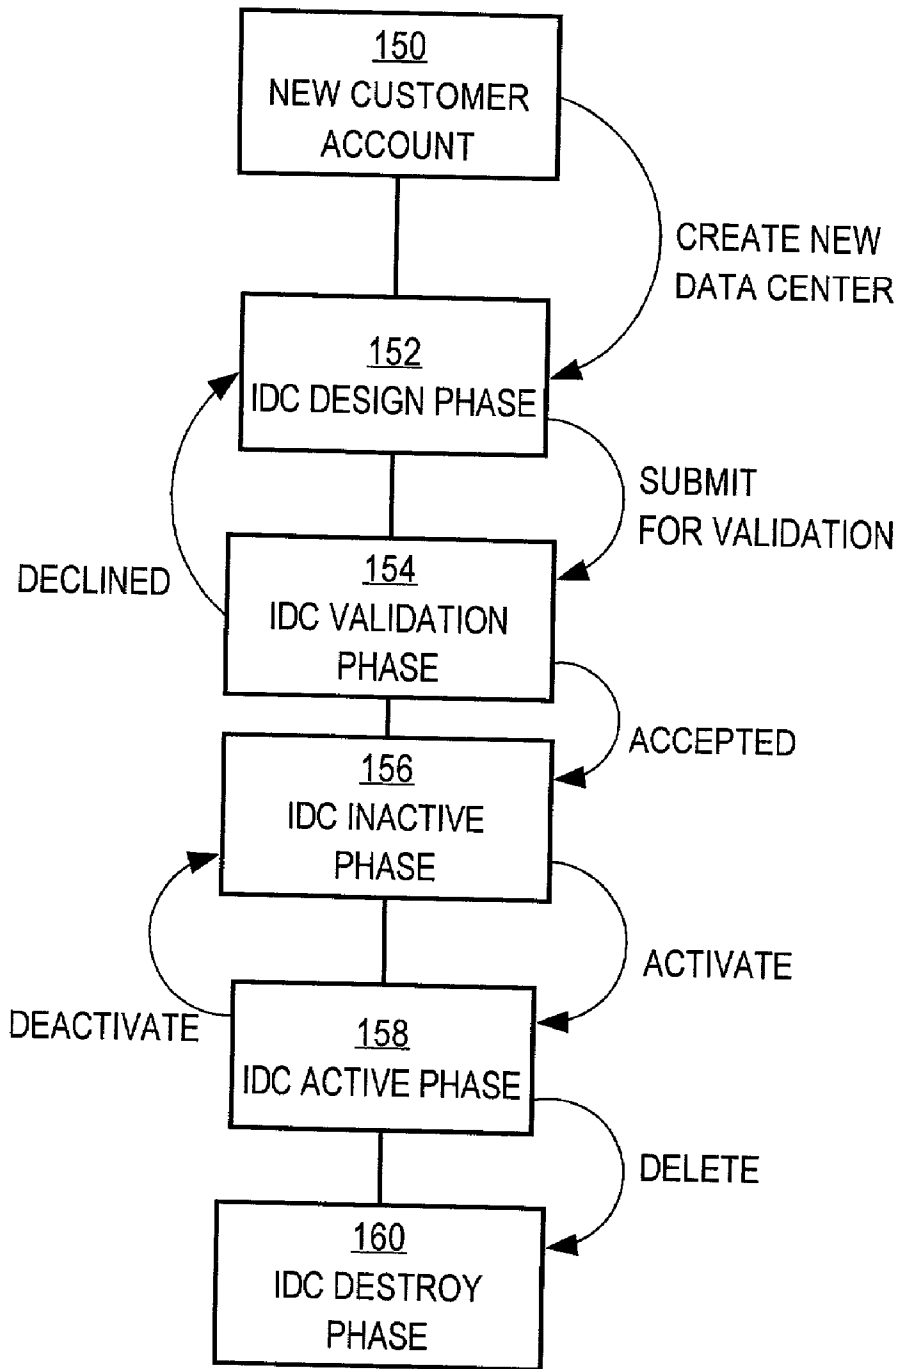 150
NEW CUSTOMER
ACCOUNT
CREATE NEW
DATA CENTER
152
IDC DESIGN PHASE
SUBMIT
FOR VALIDATION
DECLINED
154
IDC VALIDATION
PHASE
ACCEPTED
156
IDC INACTIVE
PHASE
ACTIVATE
DEACTIVATE
158
IDC ACTIVE PHASE
DELETE
160
IDC DESTROY
PHASE